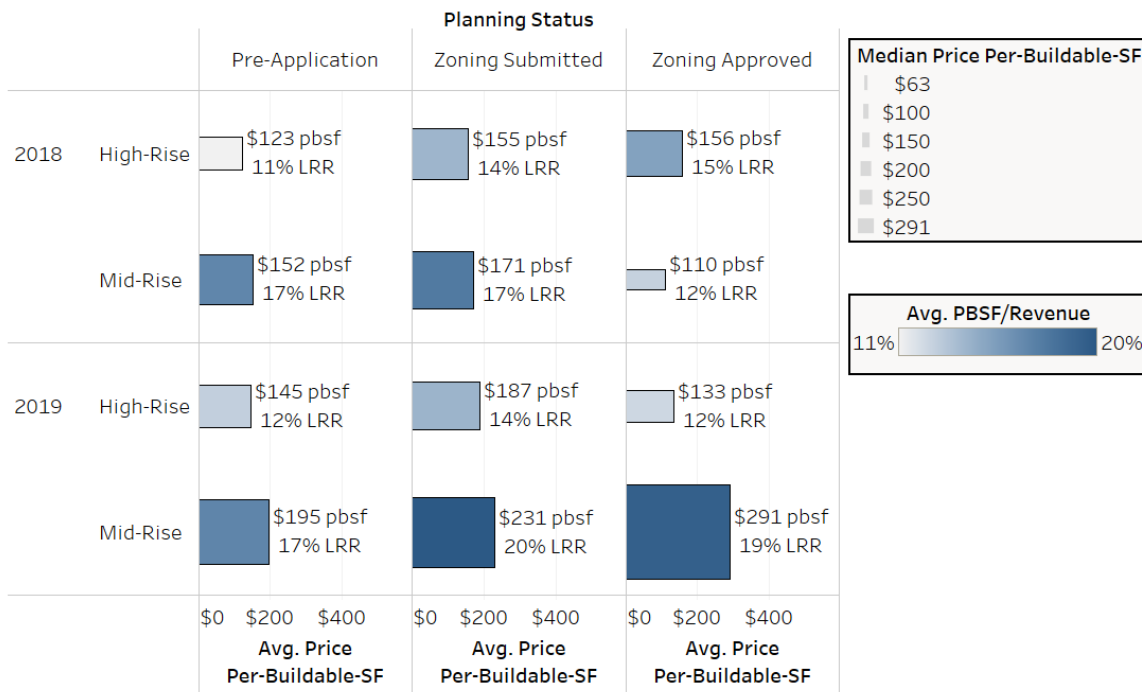 Planning Status
Pre-Application Zoning Submitted Zoning Approved
2018 High-Rise
$123 pbsf
11% LRR
$155 pbsf
14% LRR
$156 pbsf
15% LRR
Mid-Rise
$152 pbsf
17% LRR
$171 pbsf
17% LRR
$110 pbsf
12% LRR
2019 High-Rise
$145 pbsf
12% LRR
$187 pbsf
14% LRR
$133 pbsf
12% LRR
Mid-Rise
$195 pbsf
17% LRR
$231 pbsf
20% LRR
$291 pbsf
19% LRR
$0 $200 $400 $0 $200 $400 $0 $200 $400
Avg. Price
Per-Buildable-SF
Avg. Price
Per-Buildable-SF
Avg. Price
Per-Buildable-SF
Median Price Per-Buildable-SF
$63
$100
$150
$200
$250
$291
Avg. PBSF/Revenue
11% 20%